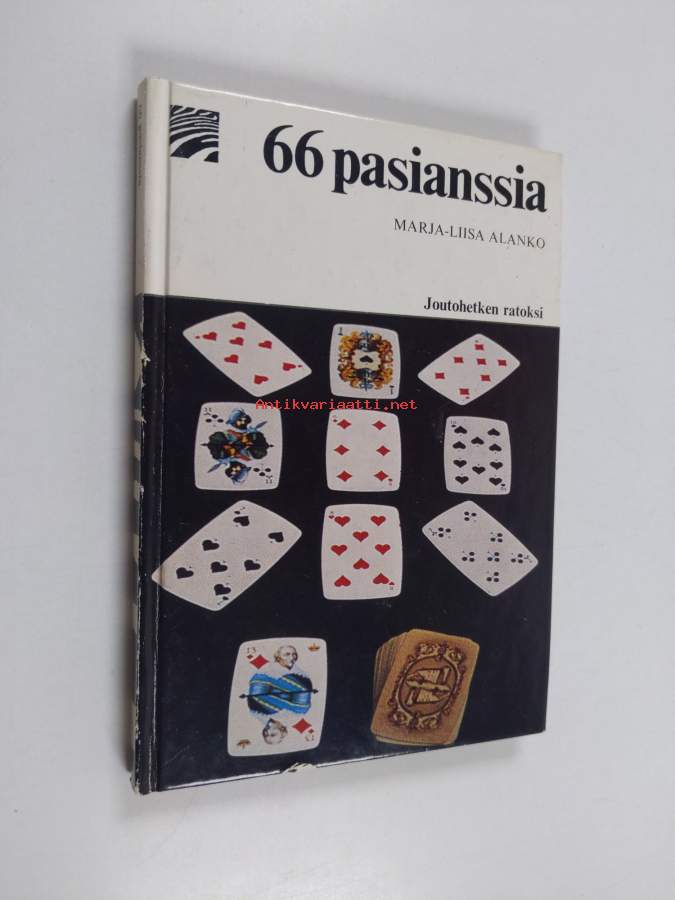 66 pasianssia
MARJA-LIISA ALANKO
Joutohetken ratoksi
Antikvariaatti.net